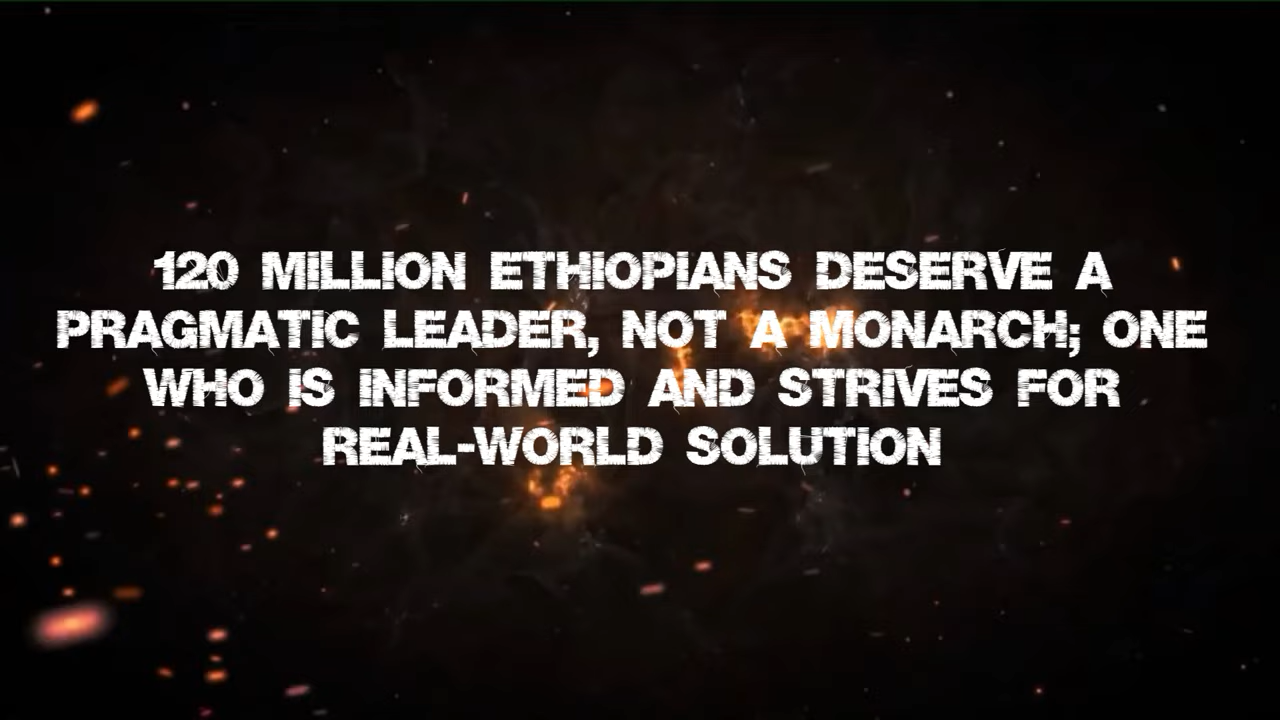 120 MILLION ETHIOPIANS DESERVE A
PRAGMATIC LEADER, NOT A MONARCH; ONE
WHO IS INFORMED AND STRIVES FOR
REAL-WORLD SOLUTION